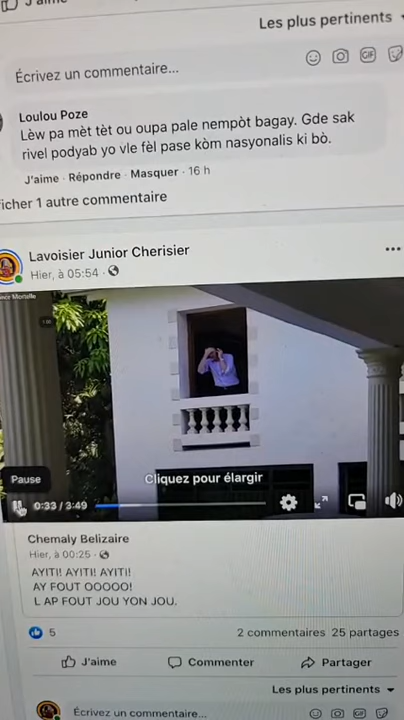 J'aime
Les plus pertinents
Écrivez un commentaire...
GIF
Loulou Poze
Lèw pa mèt tèt ou oupa pale nempòt bagay. Gde sak
rivel podyab yo vle fèl pase kòm nasyonalis ki bò.
J'aime · Répondre · Masquer · 16 h
icher 1 autre commentaire
Lavoisier Junior Cherisier
Hier, à 05:54 ·
Pause
Cliquez pour élargir
0:33 / 3:49
Chemaly Belizaire
Hier, à 00:25 ·
AYITI! AYITI! AYITI!
AY FOUT OOOOO!
L AP FOUT JOU YON JOU.
5
2 commentaires 25 partages
J'aime
Commenter
Partager
Les plus pertinents
Écrivez un commentaire...
GIF